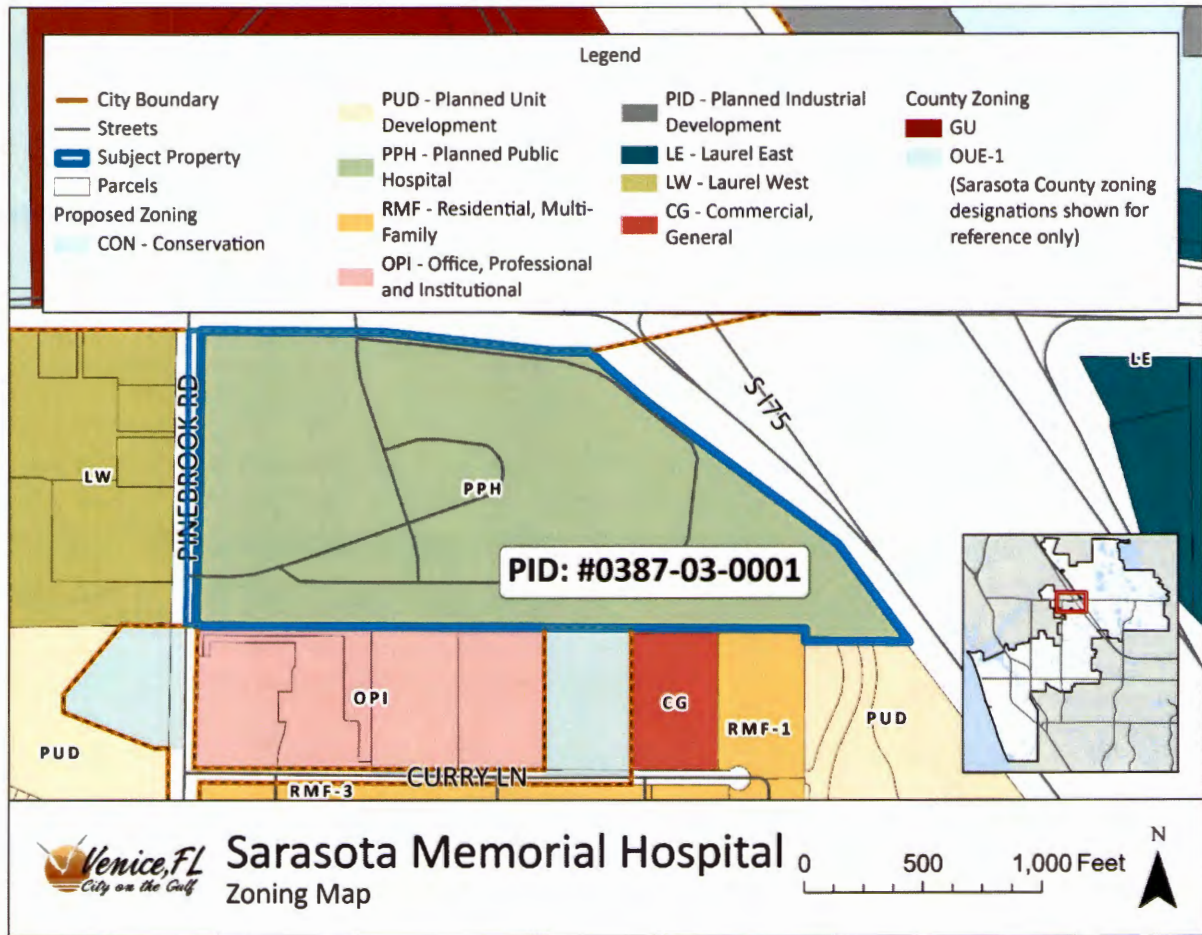 Legend
City Boundary
Streets
Subject Property
Parcels
Proposed Zoning
CON - Conservation
PUD - Planned Unit
Development
PPH - Planned Public
Hospital
RMF - Residential, Multi-
Family
OPI - Office, Professional
and Institutional
PID - Planned Industrial
Development
LE - Laurel East
LW - Laurel West
CG - Commercial,
General
County Zoning
GU
OUE-1
(Sarasota County zoning
designations shown for
reference only)
LE
S I75
PINEBROOK RD
LW
PPH
PID: #0387-03-0001
OPI
CG
RMF-1
PUD
PUD
CURRY LN
RMF-3
Venice, FL
City on the Gulf
Sarasota Memorial Hospital
Zoning Map
0 500 1,000 Feet
N